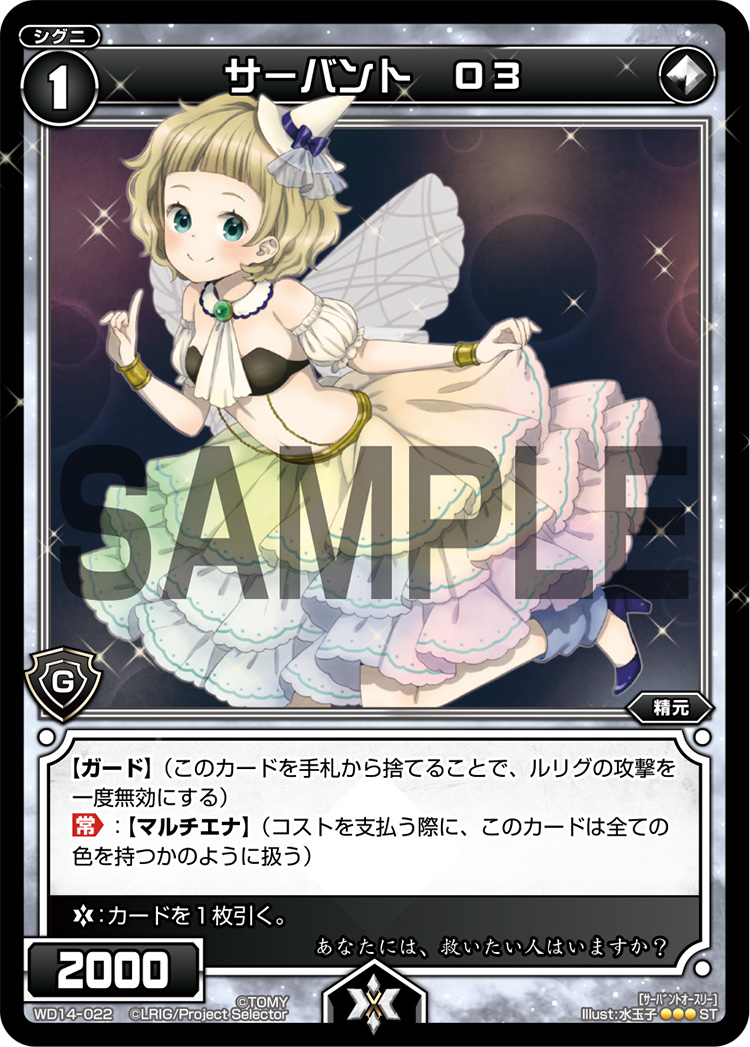 シグニ
1
サーバント　Ｏ３
SAMPLE
G
精元
【ガード】（このカードを手札から捨てることで、ルリグの攻撃を
一度無効にする）
常：【マルチエナ】（コストを支払う際に、このカードは全ての
色を持つかのように扱う）
：カードを１枚引く。
あなたには、救いたい人はいますか？
2000
WD14-022 ©LRIG/Project Selector
©TOMY
［サーバントオースリー］
Illust:水玉子 ST